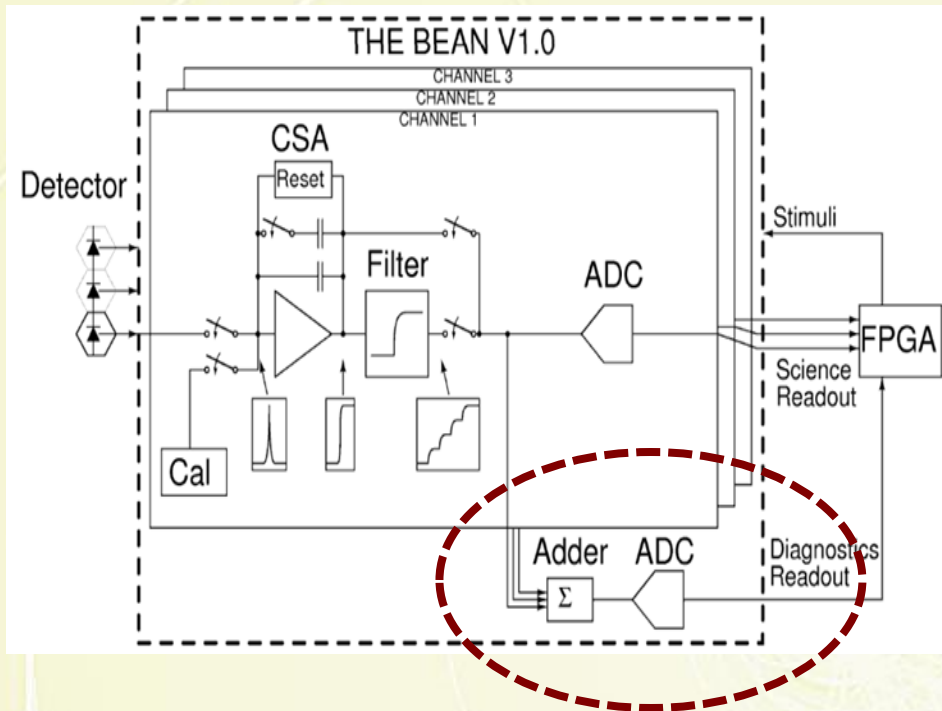 THE BEAN V1.0
CHANNEL 3
CHANNEL 2
CHANNEL 1
CSA
Reset
Detector
Stimuli
Filter
ADC
FPGA
Science
Readout
Cal
Adder
ADC
Diagnostics
Readout
Σ